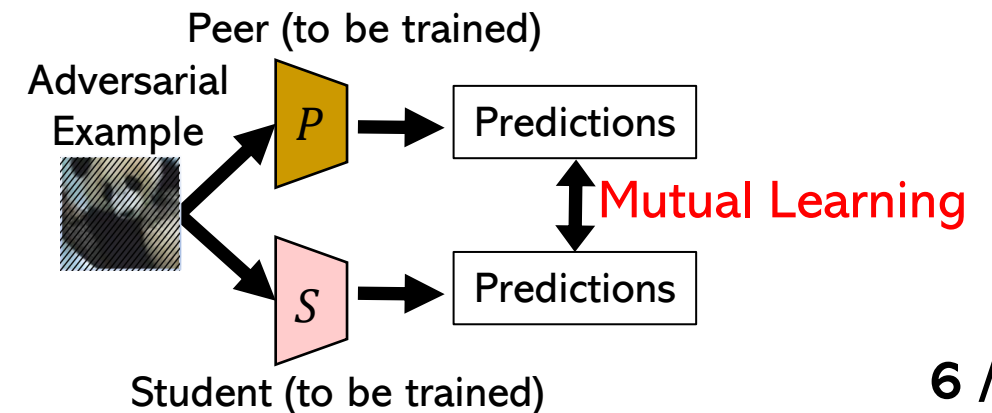 Peer (to be trained)
Adversarial
Example
P
Predictions
Mutual Learning
S
Predictions
Student (to be trained)
6 /